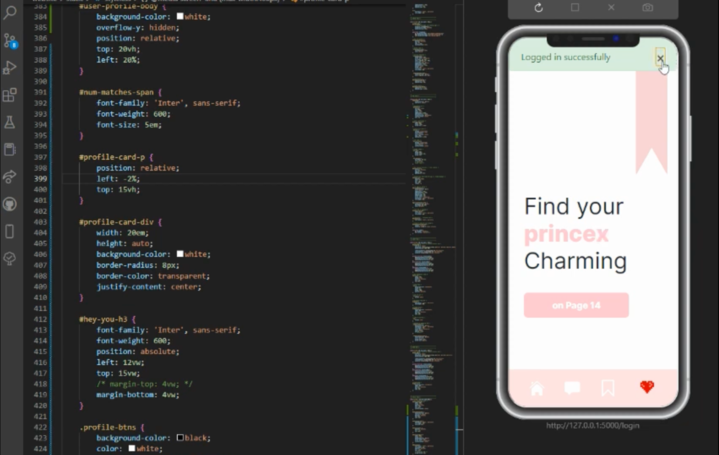 #user-profile-body {
384 background-color: white;
385 overflow-y: hidden;
386 position: relative;
387 top: 20vh;
388 left: 20%;
389 }
390
391 #num-matches-span {
392 font-family: 'Inter', sans-serif;
393 font-weight: 600;
394 font-size: 5em;
395 }
396
397 #profile-card-p {
398 position: relative;
399 left: -2%;
400 top: 15vh;
401 }
402
403 #profile-card-div {
404 width: 20em;
405 height: auto;
406 background-color: white;
407 border-radius: 8px;
408 border-color: transparent;
409 justify-content: center;
410 }
411
412 #hey-you-h3 {
413 font-family: 'Inter', sans-serif;
414 font-weight: 600;
415 position: absolute;
416 left: 12vw;
417 top: 15vw;
418 /* margin-top: 4vw; */
419 margin-bottom: 4vw;
420 }
421
422 .profile-btns {
423 background-color: black;
424 color: white;
Logged in successfully
Find your
princex
Charming
on Page 14
http://127.0.0.1:5000/login